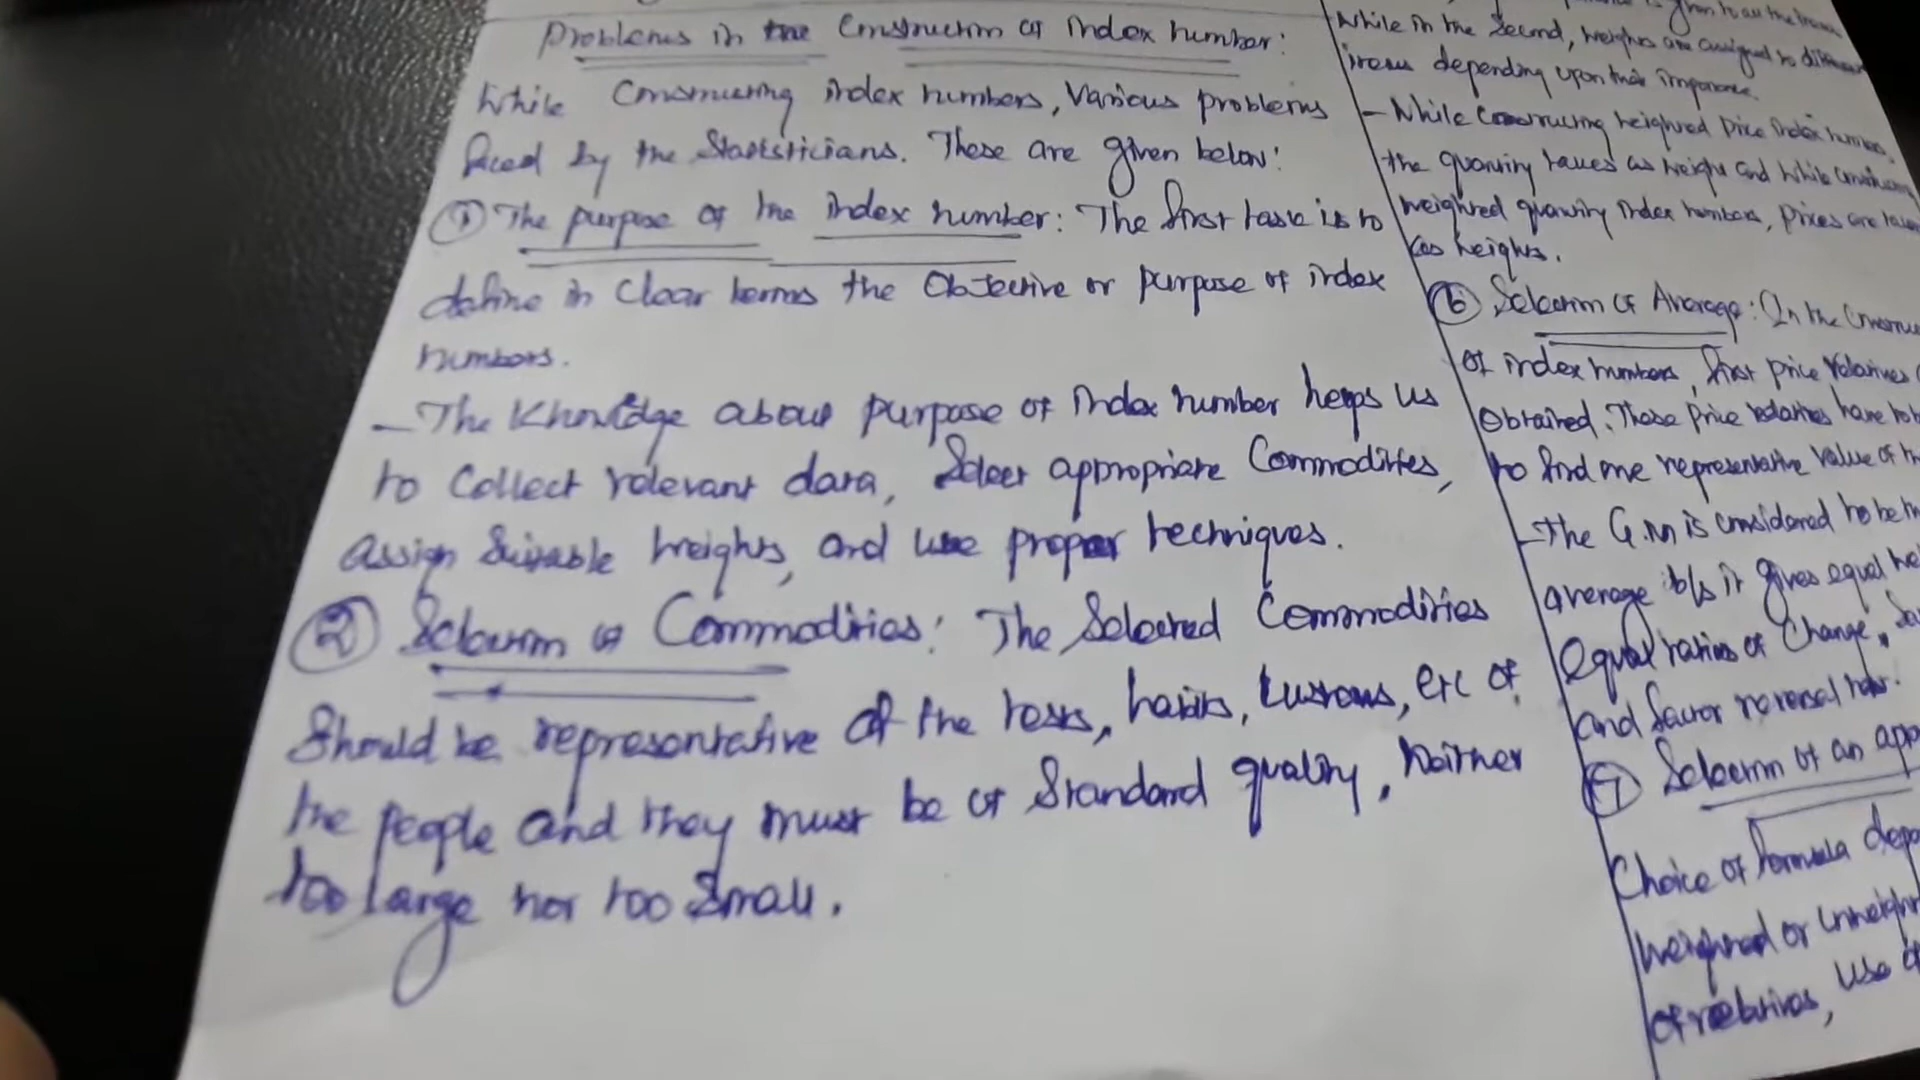 Problems in the Construction of Index number:
While Constructing index numbers, Various problems
faced by the Statisticians. These are given below:
① The purpose of the index number: The first task is to
define in Clear terms the Objective or purpose of index
numbers.
- The Knowldge about purpose of index number helps us
to Collect relevant data, Select appropriate Commodities,
assign Suitable weights, and use proper techniques.
② Selection of Commodities: The Selected Commodities
Should be representative of the tests, habits, Customs, etc of
the people and they must be of Standard quality, Neither
too large nor too Small.
While in the Second, weights are assigned to different
items depending upon their importance.
- While Constructing weighted Price Index numbers,
the quantity taken as weights and while constructing
weighted quantity index numbers, prices are taken
as weights.
⑥ Selection of Average: In the
of index numbers, first price relatives
Obtained. These price relatives have to
to find one representative Value of
- The G.M is considered to be
average b/s it gives equal
equal ratios of Change,
and factor reversal
⑦ Selection of an
Choice of formula
weighted or
of relatives, use